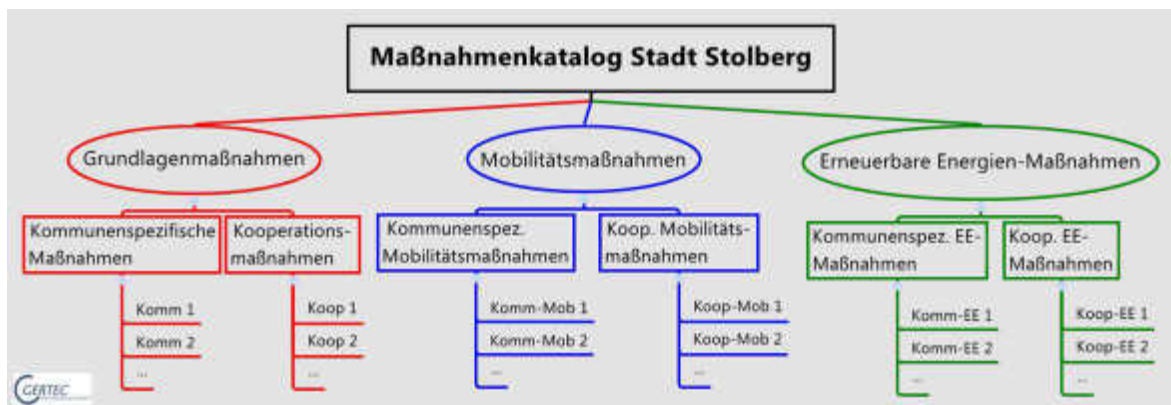 Maßnahmenkatalog Stadt Stolberg
Grundlagenmaßnahmen
Mobilitätsmaßnahmen
Erneuerbare Energien-Maßnahmen
Kommunenspezifische
Maßnahmen
Kooperations-
maßnahmen
Kommunenspez.
Mobilitätsmaßnahmen
Koop. Mobilitäts-
maßnahmen
Kommunenspez. EE-
Maßnahmen
Koop. EE-
Maßnahmen
Komm 1
Komm 2
...
Koop 1
Koop 2
...
Komm-Mob 1
Komm-Mob 2
...
Koop-Mob 1
Koop-Mob 2
...
Komm-EE 1
Komm-EE 2
...
Koop-EE 1
Koop-EE 2
...
GERTEC